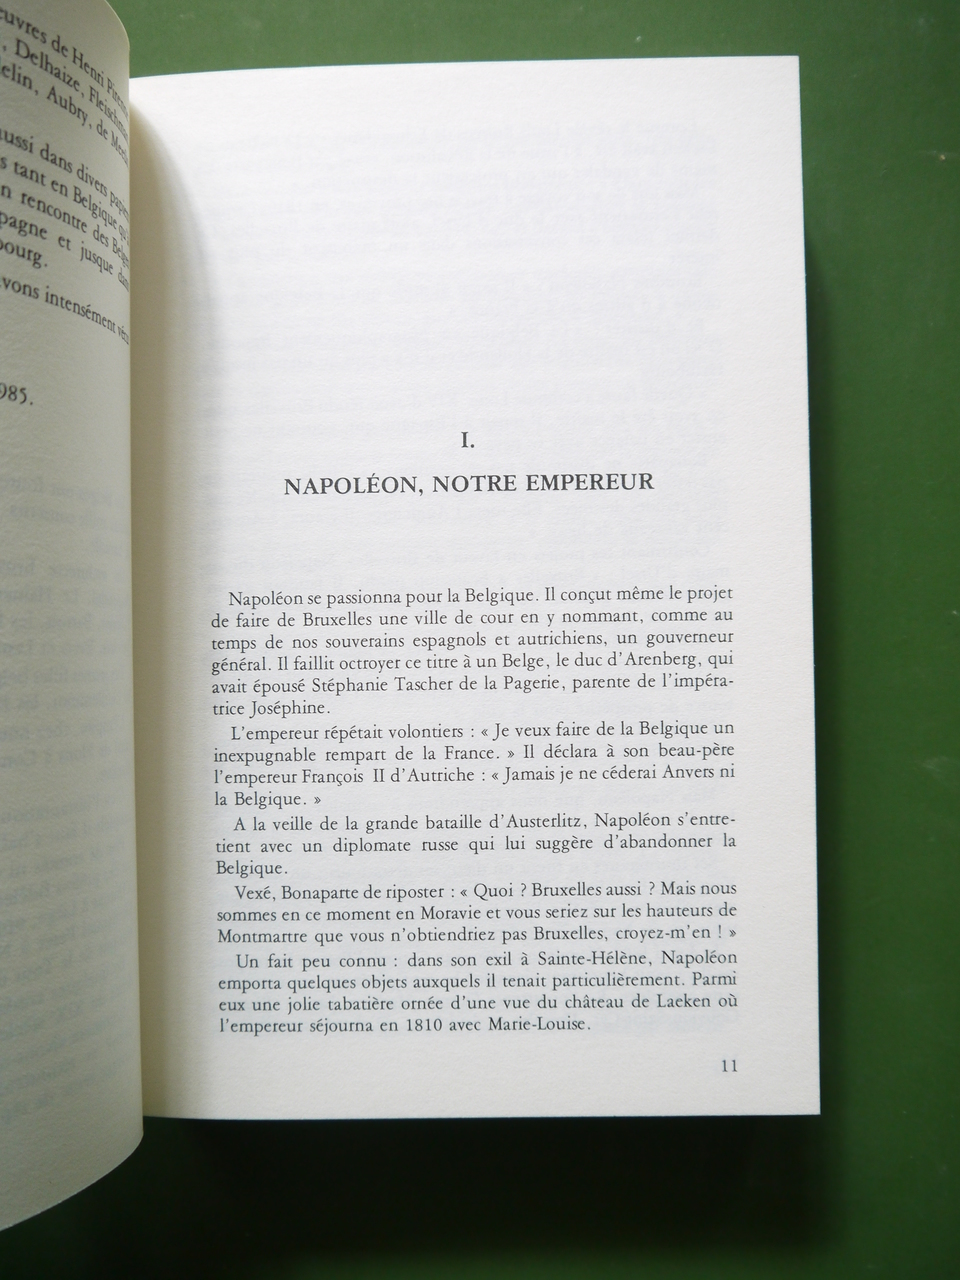 uvres de Henri
, Delhaize,
elin, Aubry, de
ussi dans divers
s tant en Belgique
n rencontre des
pagne et jusque
ourg.
vons intensément
985.
I.
NAPOLÉON, NOTRE EMPEREUR
Napoléon se passionna pour la Belgique. Il conçut même le projet
de faire de Bruxelles une ville de cour en y nommant, comme au
temps de nos souverains espagnols et autrichiens, un gouverneur
général. Il faillit octroyer ce titre à un Belge, le duc d'Arenberg, qui
avait épousé Stéphanie Tascher de la Pagerie, parente de l'impéra-
trice Joséphine.
L'empereur répétait volontiers : « Je veux faire de la Belgique un
inexpugnable rempart de la France. » Il déclara à son beau-père
l'empereur François II d'Autriche : « Jamais je ne céderai Anvers ni
la Belgique. »
A la veille de la grande bataille d'Austerlitz, Napoléon s'entre-
tient avec un diplomate russe qui lui suggère d'abandonner la
Belgique.
Vexé, Bonaparte de riposter : « Quoi ? Bruxelles aussi ? Mais nous
sommes en ce moment en Moravie et vous seriez sur les hauteurs de
Montmartre que vous n'obtiendriez pas Bruxelles, croyez-m'en ! »
Un fait peu connu : dans son exil à Sainte-Hélène, Napoléon
emporta quelques objets auxquels il tenait particulièrement. Parmi
eux une jolie tabatière ornée d'une vue du château de Laeken où
l'empereur séjourna en 1810 avec Marie-Louise.
11